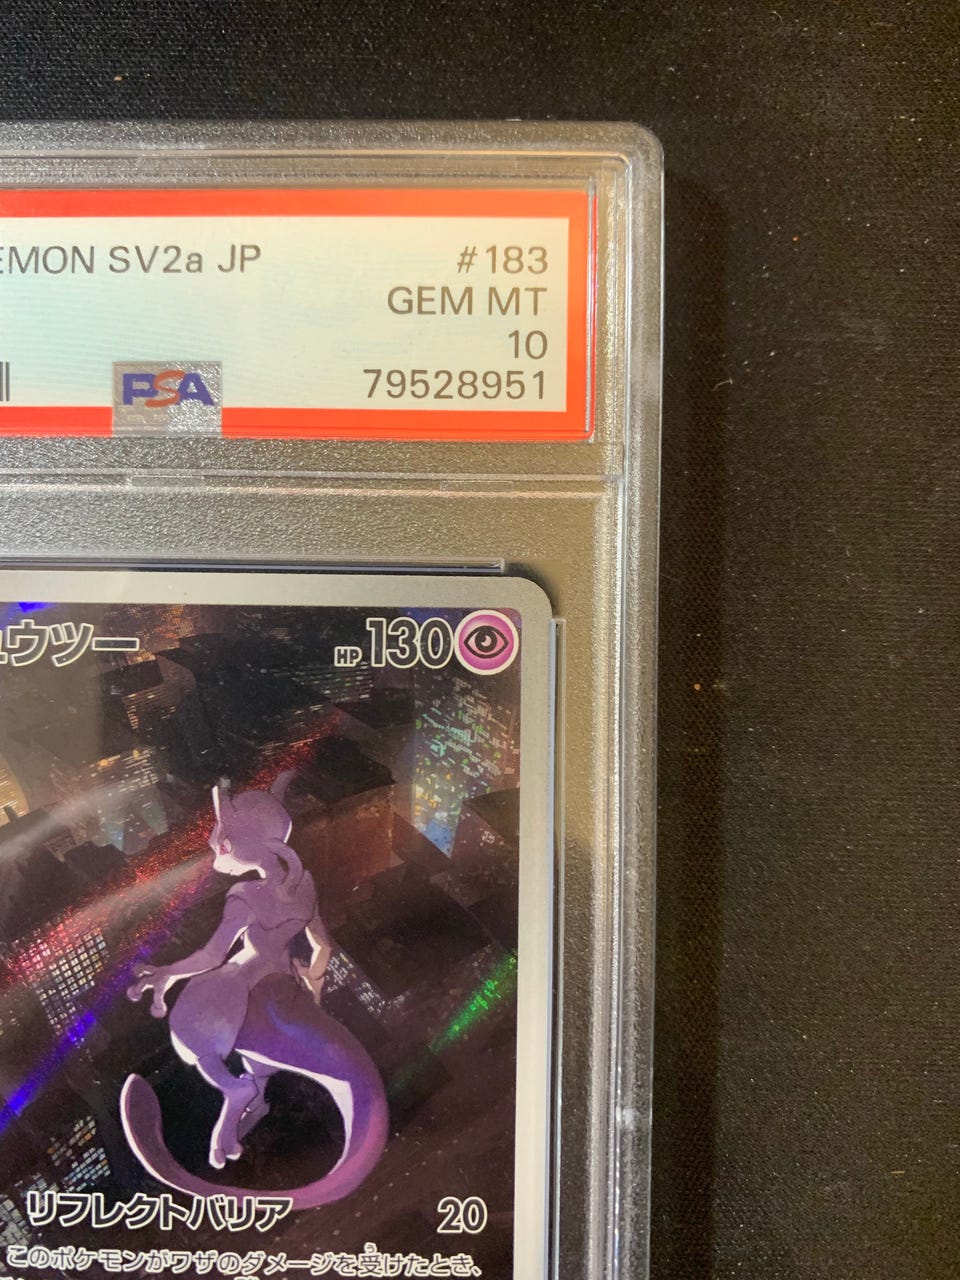 EMON SV2a JP #183
GEM MT
10
PSA 79528951
ュウツー HP 130
リフレクトバリア 20
このポケモンがワザのダメージを受けたとき、